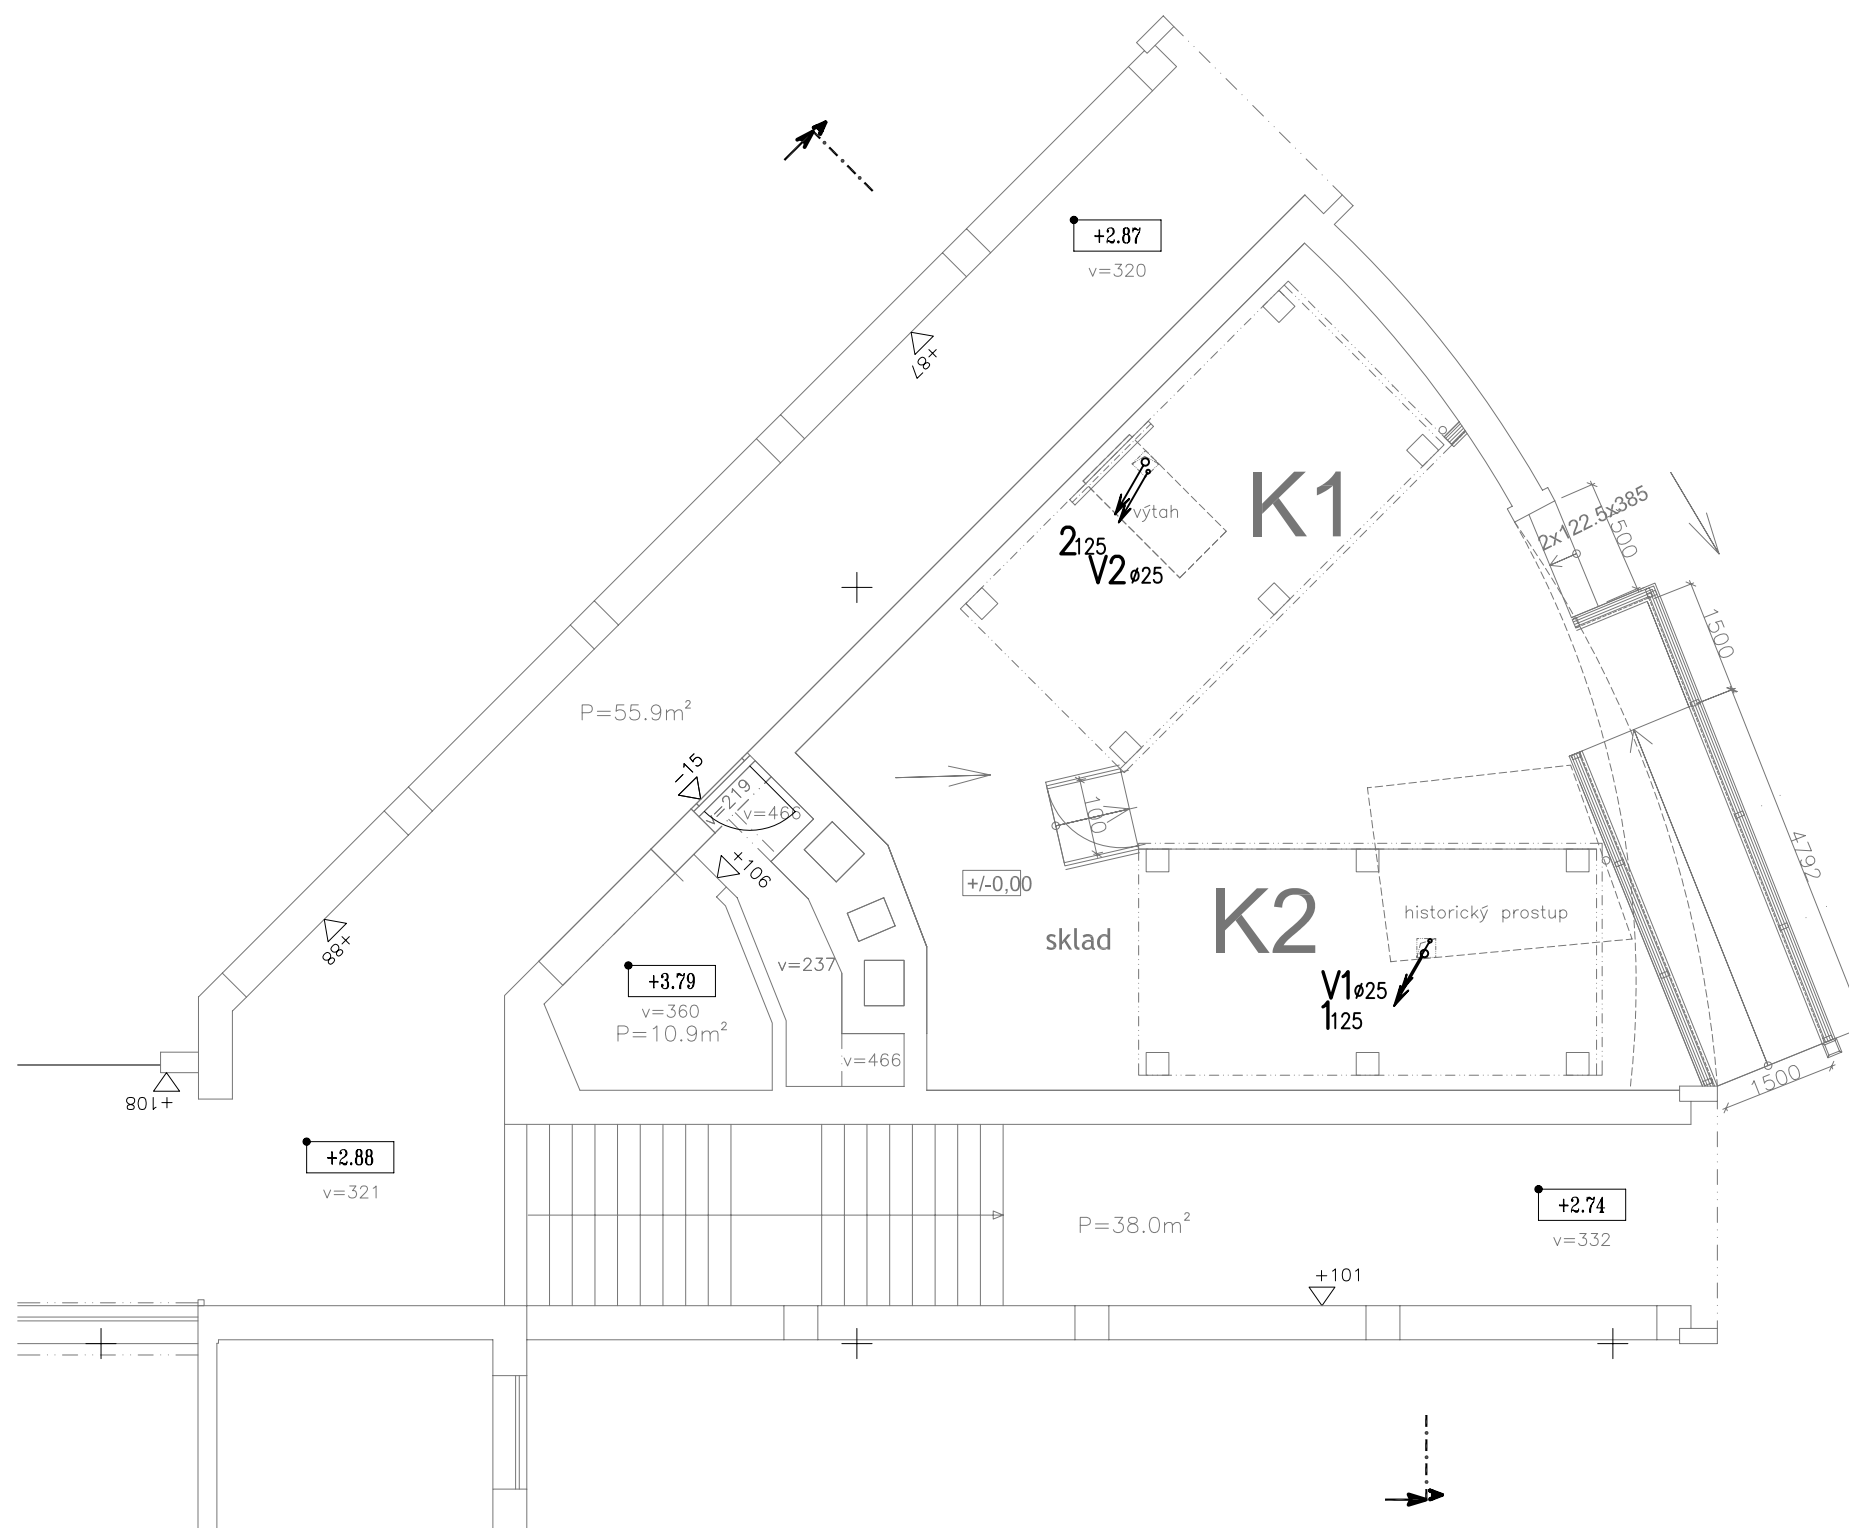 +2.87
v=320
+87
K1
2x122.5x385
500
výtah
2125
V2ø25
1500
P=55.9m²
-15
v=219
v=466
+106
100
4792
+/-0,00
sklad
K2
historický prostup
+88
v=237
+3.79
v=360
P=10.9m²
V1ø25
1125
v=466
1500
+108
+2.88
v=321
P=38.0m²
+2.74
v=332
+101